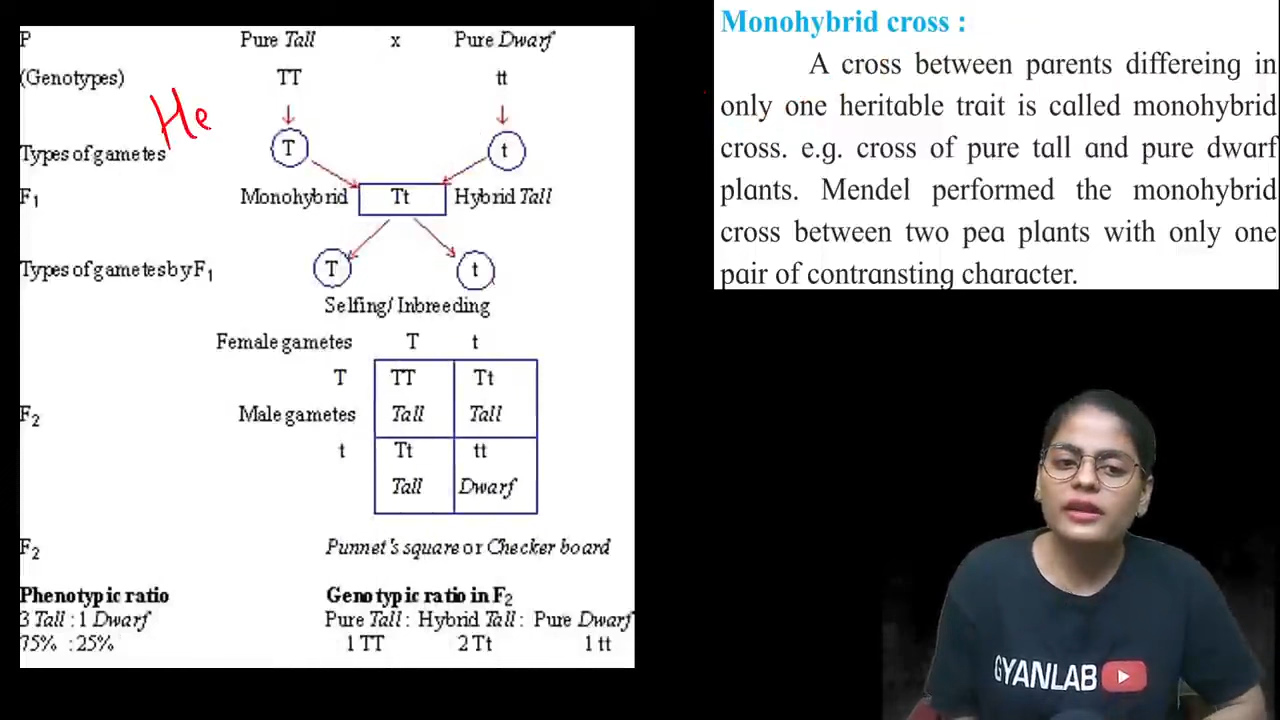 P Pure Tall x Pure Dwarf
(Genotypes) TT tt
He
Types of gametes T t
F₁ Monohybrid Tt Hybrid Tall
Types of gametes by F₁ T t
Selfing/ Inbreeding
Female gametes T t
T TT Tt
F₂ Male gametes Tall Tall
t Tt tt
Tall Dwarf
F₂ Punnet's square or Checker board
Phenotypic ratio Genotypic ratio in F₂
3 Tall : 1 Dwarf Pure Tall : Hybrid Tall : Pure Dwarf
75% : 25% 1 TT 2 Tt 1 tt
Monohybrid cross :
A cross between parents differeing in
only one heritable trait is called monohybrid
cross. e.g. cross of pure tall and pure dwarf
plants. Mendel performed the monohybrid
cross between two pea plants with only one
pair of contransting character.
GYANLAB